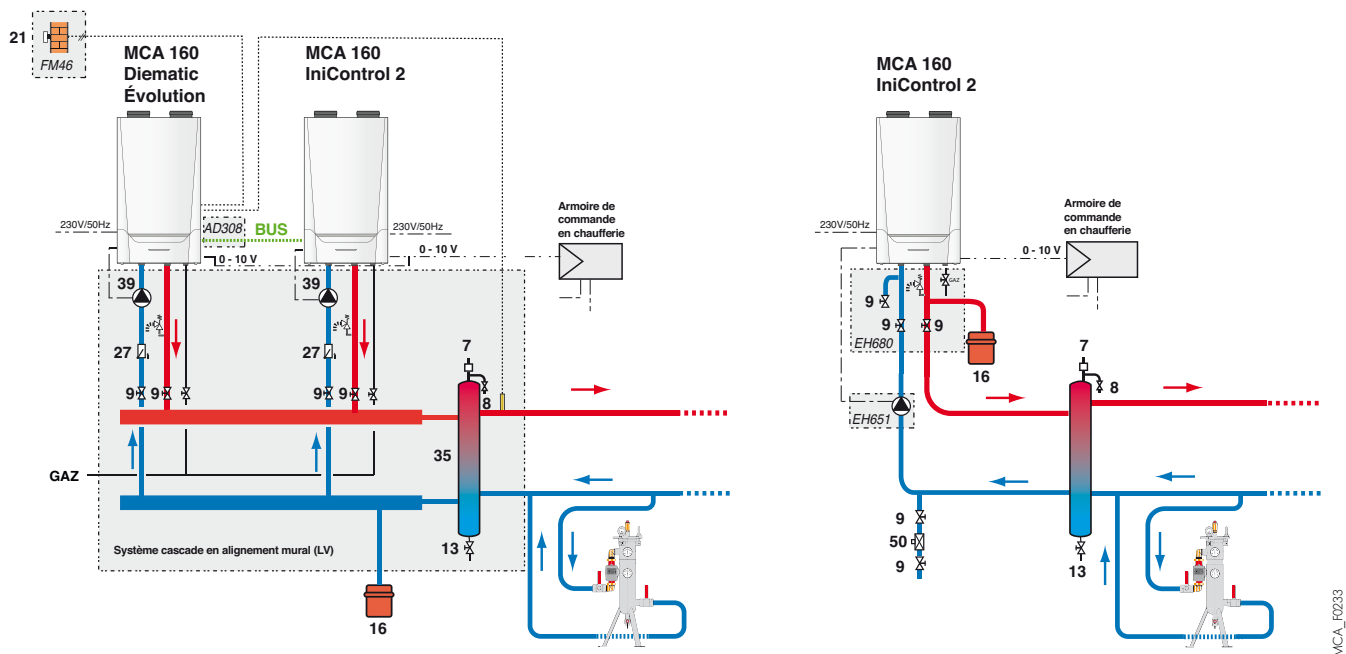 21
FM46
MCA 160
Diematic
Évolution
MCA 160
IniControl 2
230V/50Hz
AD308
BUS
230V/50Hz
0 - 10 V
0 - 10 V
Armoire de
commande
en chaufferie
39
39
27
27
9
9
9
9
7
8
35
GAZ
13
Système cascade en alignement mural (LV)
16
MCA 160
IniControl 2
230V/50Hz
0 - 10 V
Armoire de
commande
en chaufferie
GAZ
9
9
9
EH680
16
7
8
EH651
9
50
9
13
MCA_F0233